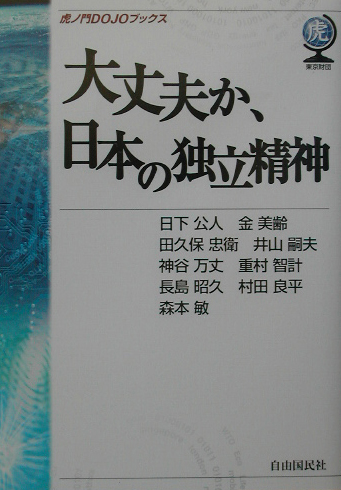 虎ノ門DOJOブックス
虎
東京財団
大丈夫か、
日本の独立精神
日下 公人 金 美齢
田久保 忠衛 井山 嗣夫
神谷 万丈 重村 智計
長島 昭久 村田 良平
森本 敏
自由国民社